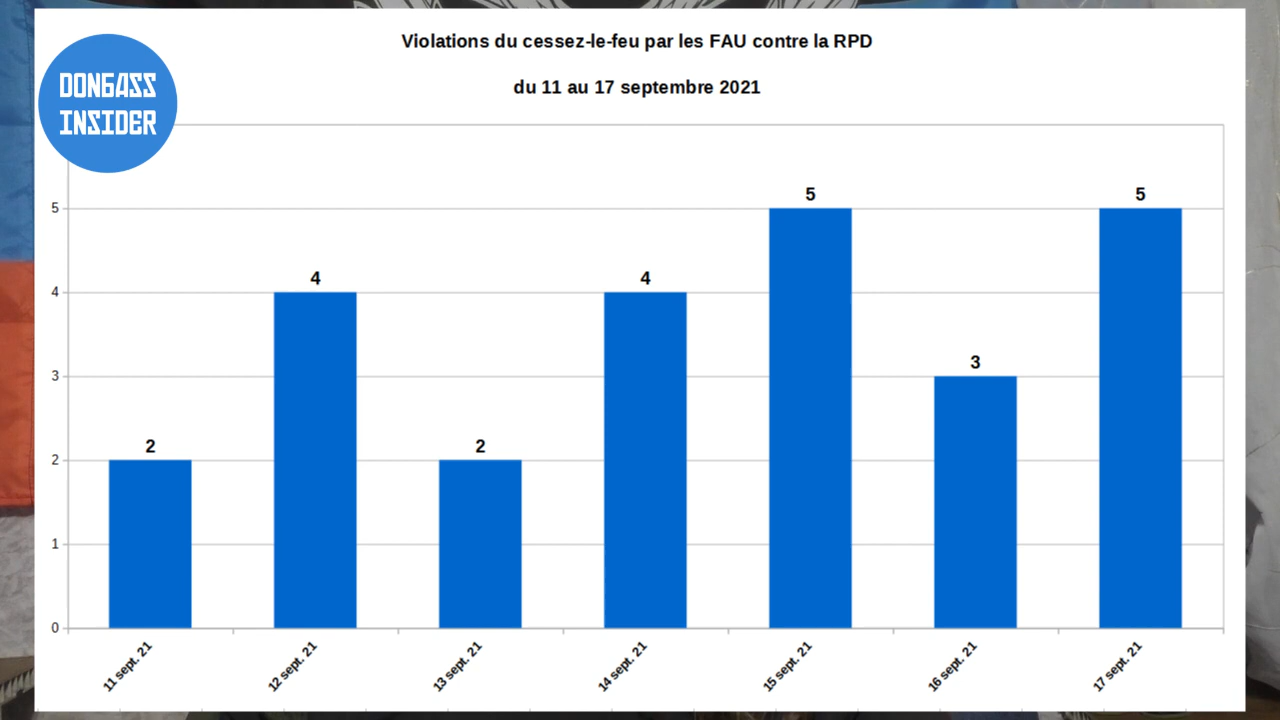 Violations du cessez-le-feu par les FAU contre la RPD
du 11 au 17 septembre 2021
DONБASS
INSIDER
5
4
3
2
1
0
2
4
2
4
5
3
5
11 sept. 21
12 sept. 21
13 sept. 21
14 sept. 21
15 sept. 21
16 sept. 21
17 sept. 21